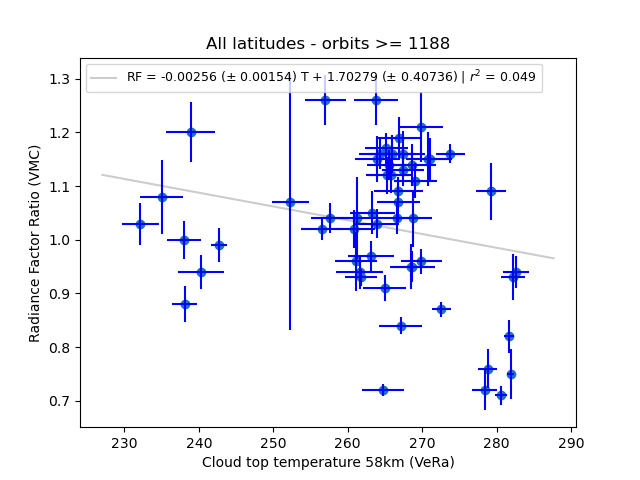 All latitudes - orbits >= 1188
RF = -0.00256 (± 0.00154) T + 1.70279 (± 0.40736) | r² = 0.049
Radiance Factor Ratio (VMC)
1.3
1.2
1.1
1.0
0.9
0.8
0.7
230 240 250 260 270 280 290
Cloud top temperature 58km (VeRa)